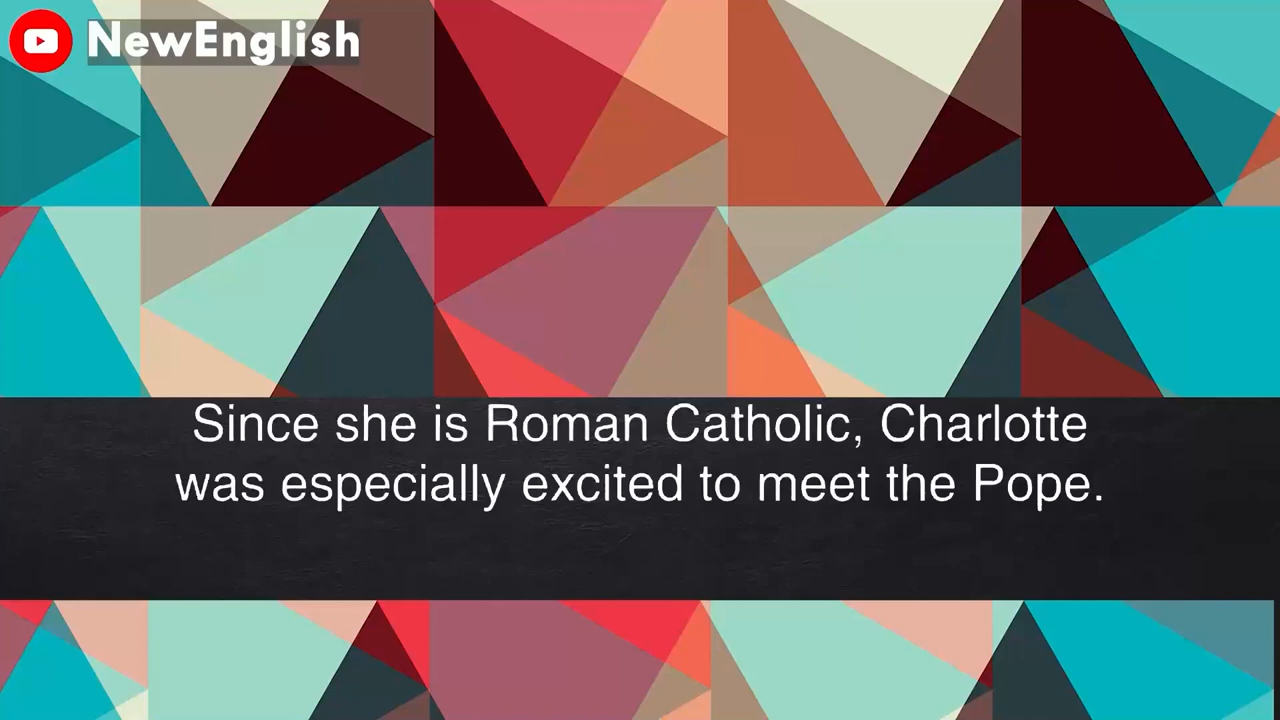 NewEnglish
Since she is Roman Catholic, Charlotte
was especially excited to meet the Pope.